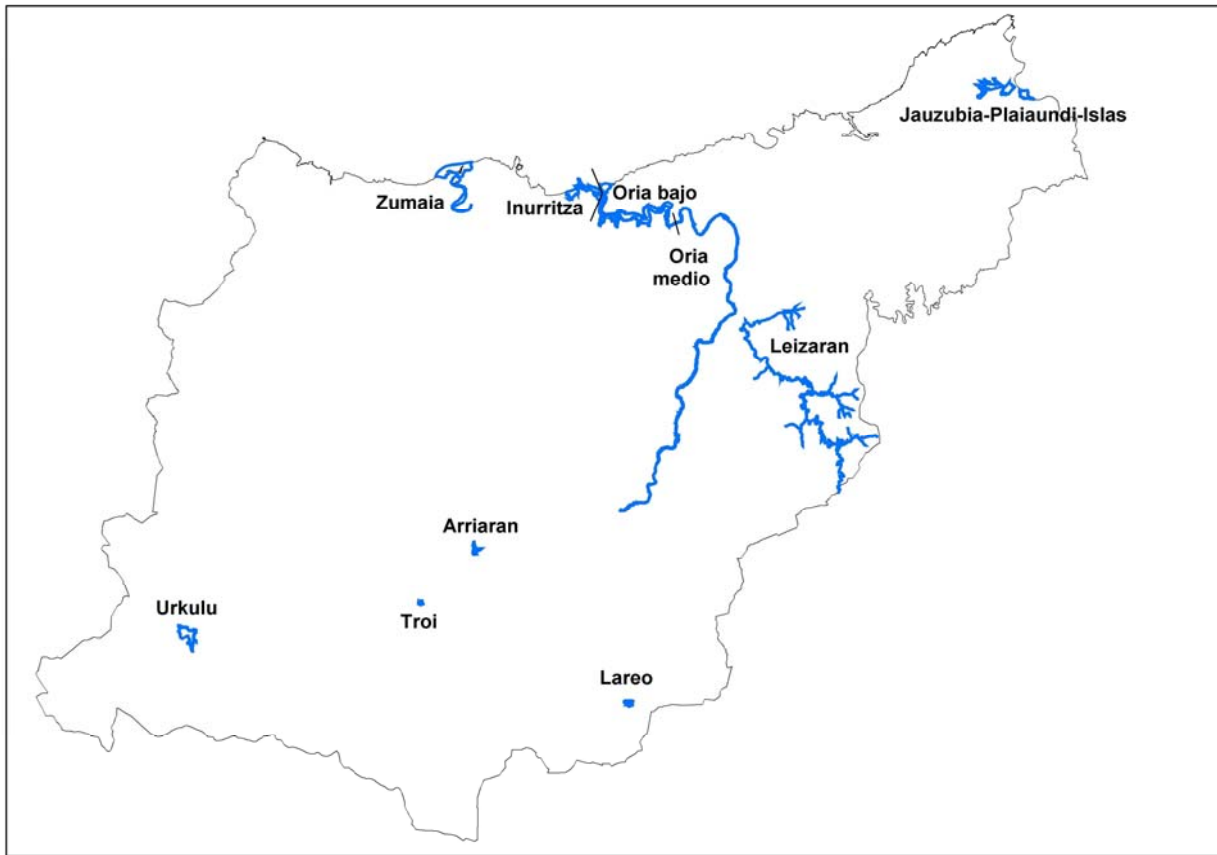 Jauzubia-Plaiaundi-Islas
Zumaia
Inurritza
Oria bajo
Oria
medio
Leizaran
Arriaran
Troi
Urkulu
Lareo